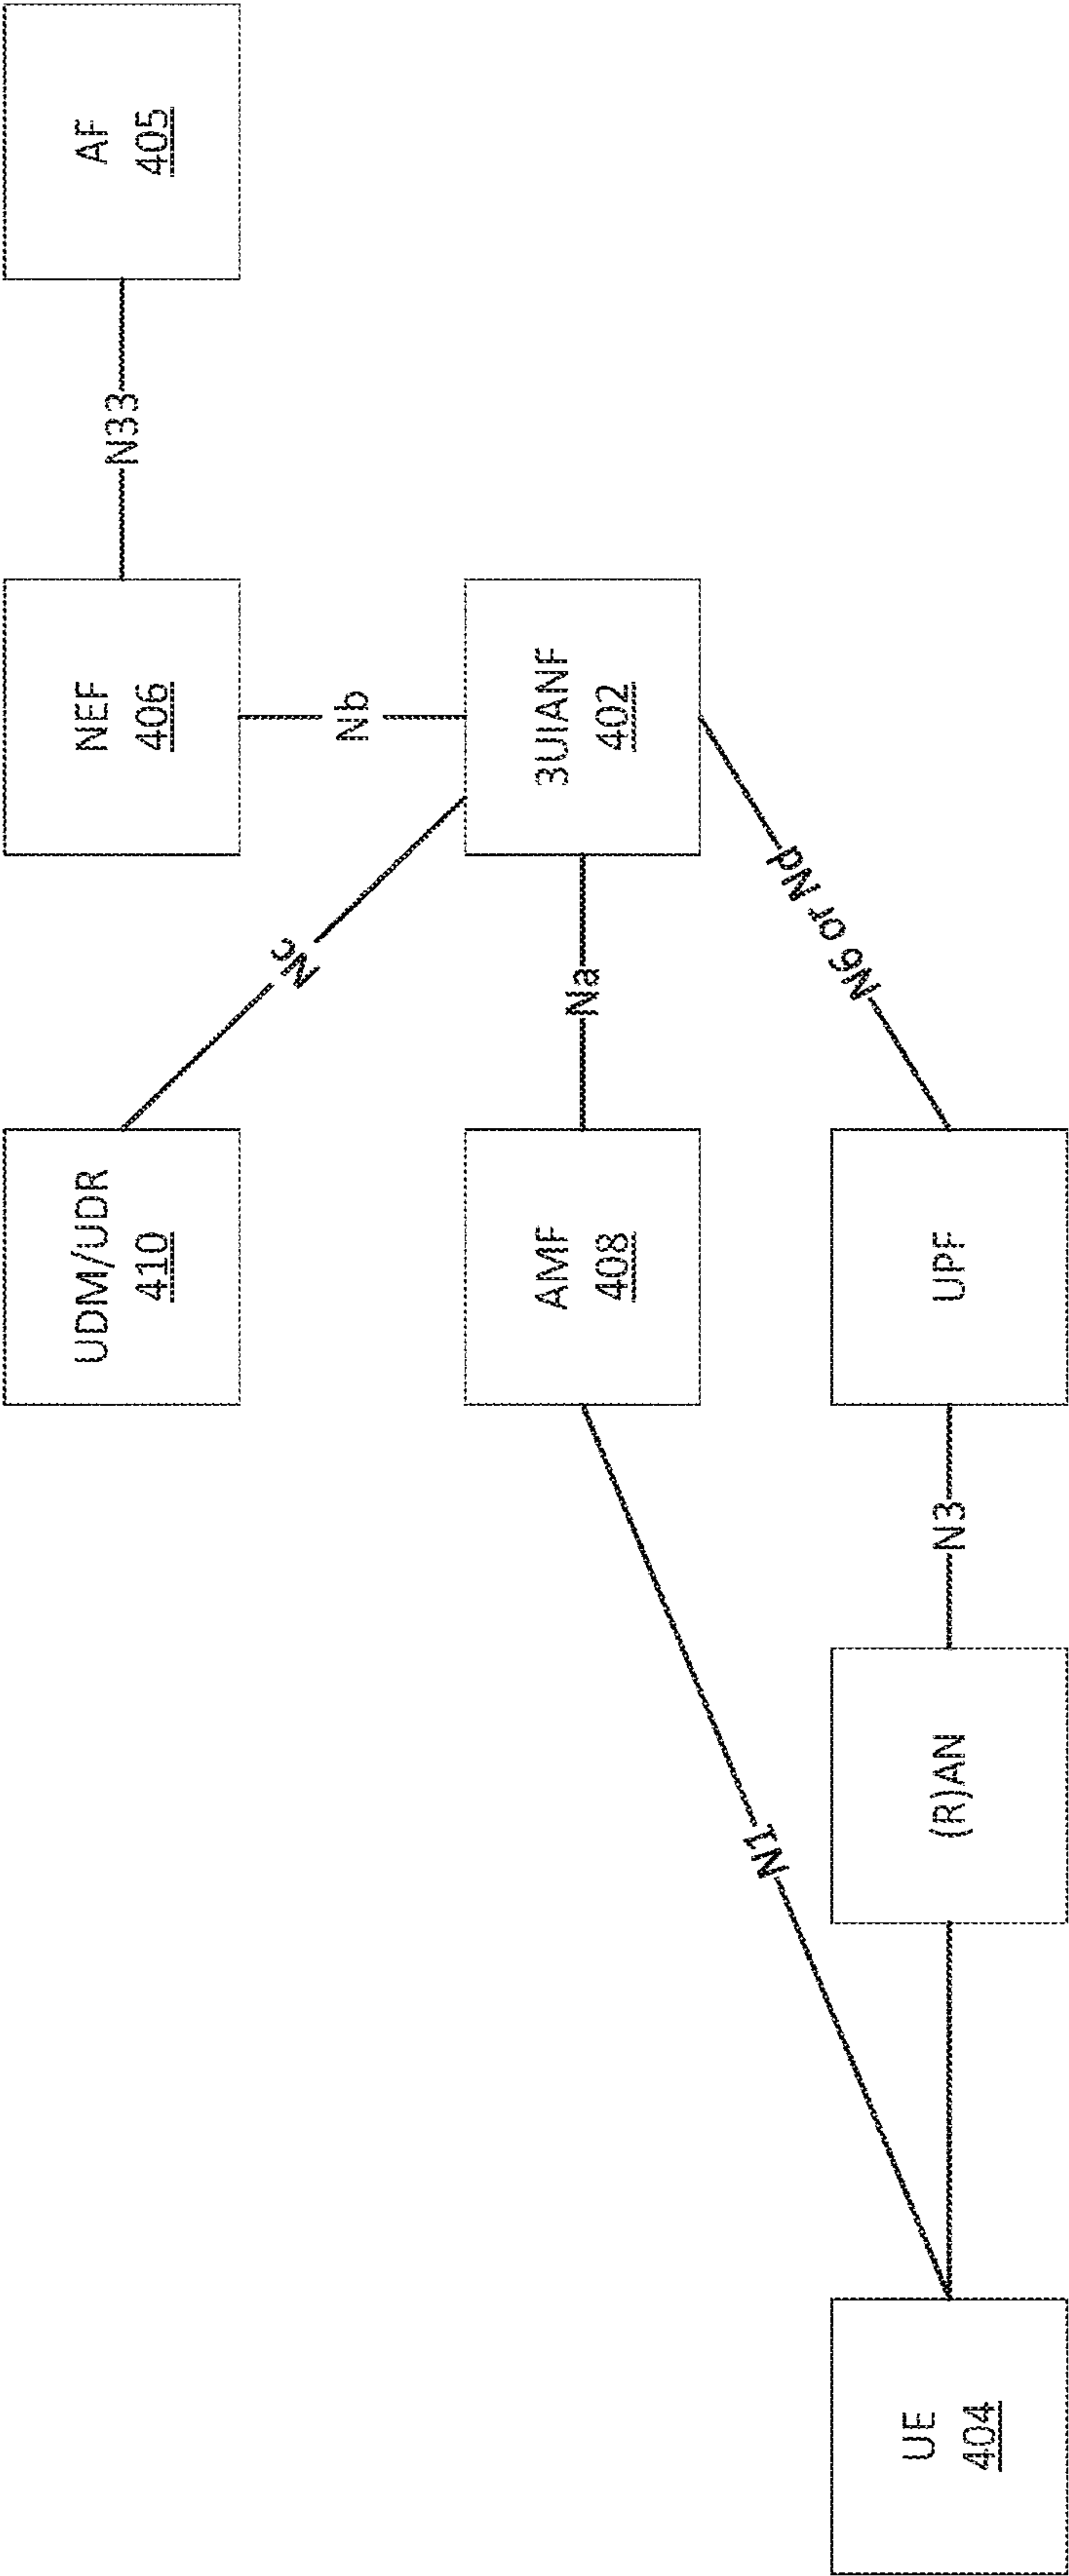 UDM/UDR
410
Nc
NEF
406
N33
AF
405
Nb
AMF
408
Na
3UIANF
402
N1
N6 or Nd
UE
404
(R)AN
N3
UPF